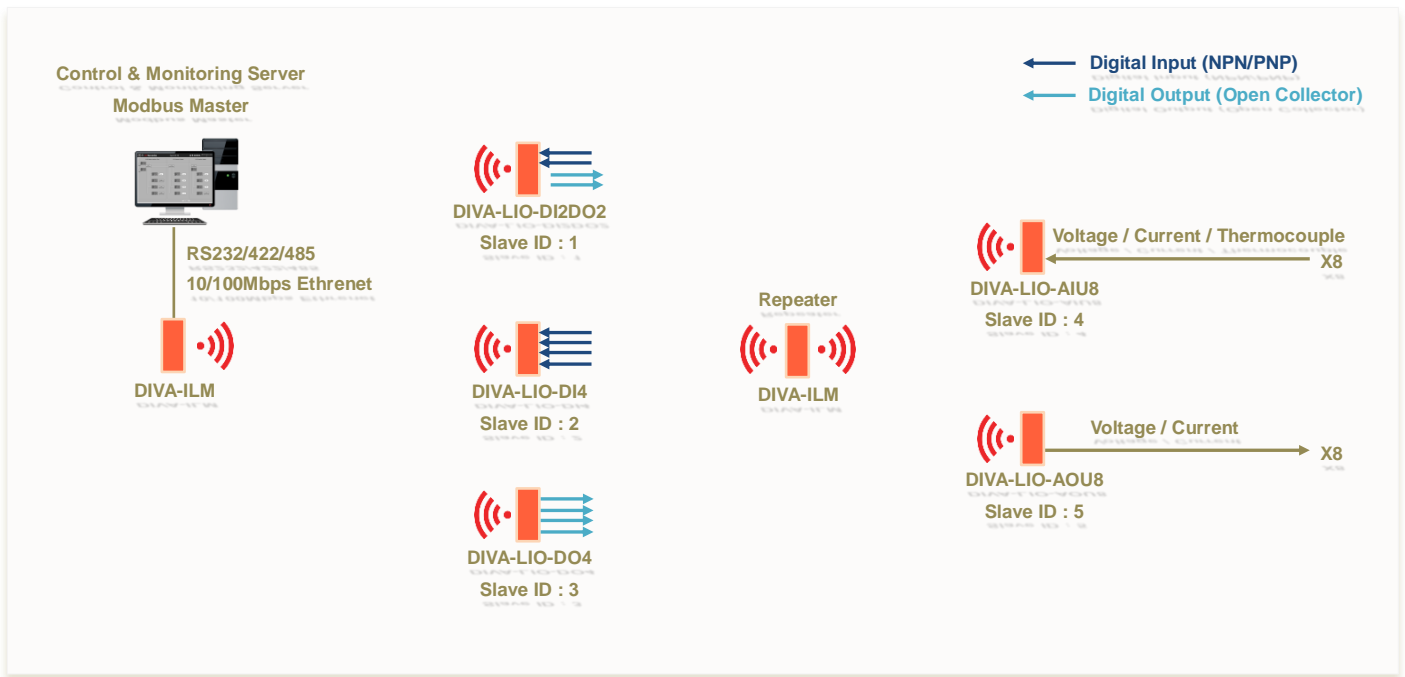 Control & Monitoring Server
Modbus Master
RS232/422/485
10/100Mbps Ethrenet
DIVA-ILM
DIVA-LIO-DI2DO2
Slave ID : 1
DIVA-LIO-DI4
Slave ID : 2
DIVA-LIO-DO4
Slave ID : 3
Repeater
DIVA-ILM
Digital Input (NPN/PNP)
Digital Output (Open Collector)
Voltage / Current / Thermocouple
X8
DIVA-LIO-AIU8
Slave ID : 4
Voltage / Current
X8
DIVA-LIO-AOU8
Slave ID : 5